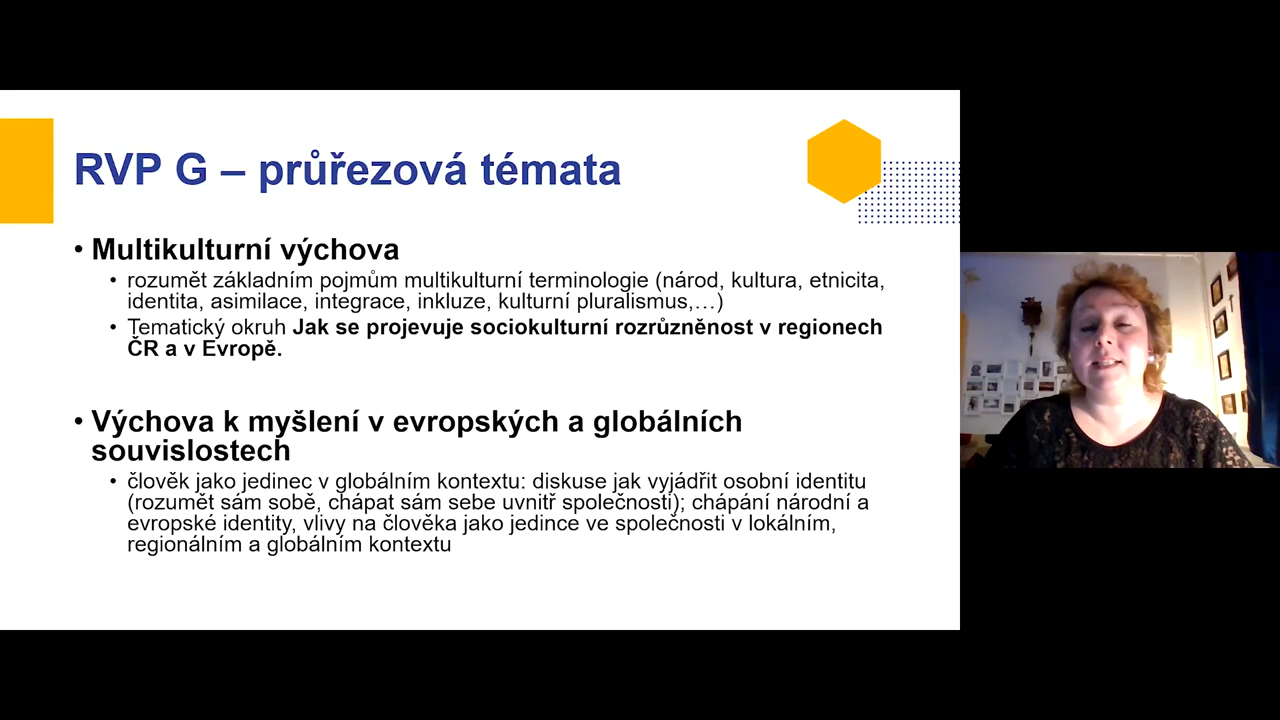 RVP G – průřezová témata
• Multikulturní výchova
• rozumět základním pojmům multikulturní terminologie (národ, kultura, etnicita,
identita, asimilace, integrace, inkluze, kulturní pluralismus,…)
• Tematický okruh Jak se projevuje sociokulturní rozrůzněnost v regionech
ČR a v Evropě.
• Výchova k myšlení v evropských a globálních
souvislostech
• člověk jako jedinec v globálním kontextu: diskuse jak vyjádřit osobní identitu
(rozumět sám sobě, chápat sám sebe uvnitř společnosti); chápání národní a
evropské identity, vlivy na člověka jako jedince ve společnosti v lokálním,
regionálním a globálním kontextu